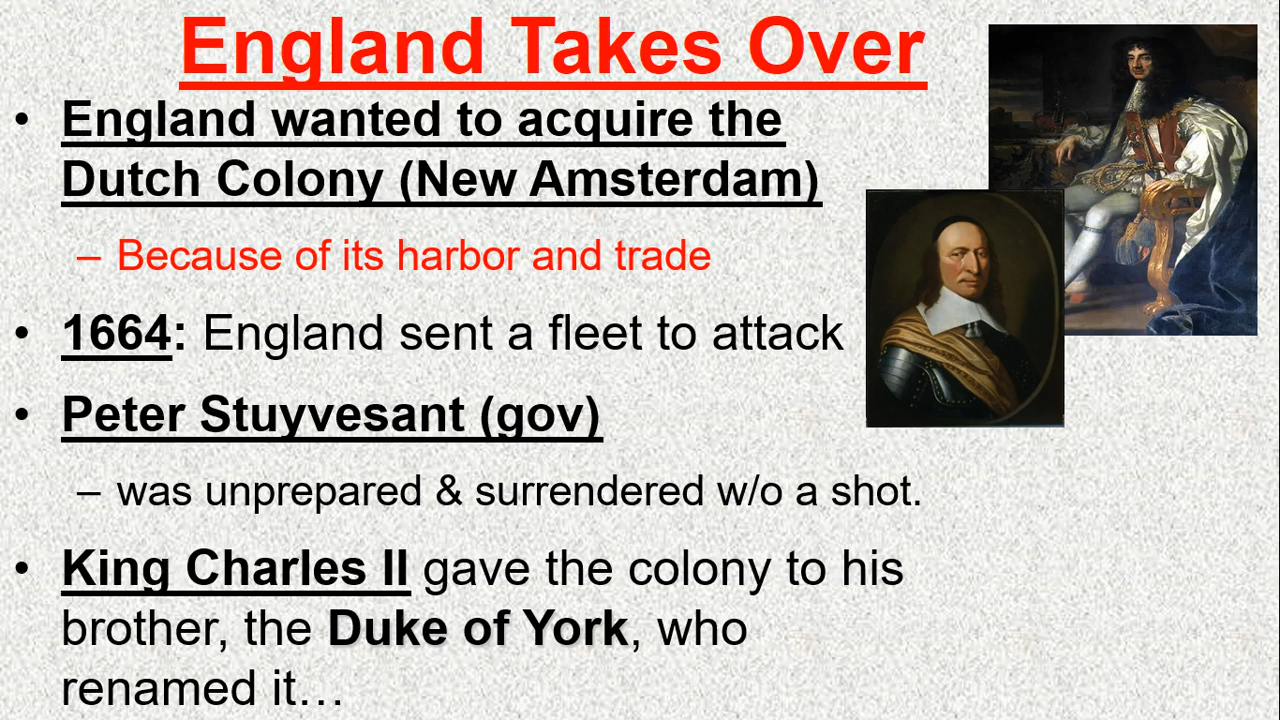 England Takes Over
• England wanted to acquire the
Dutch Colony (New Amsterdam)
– Because of its harbor and trade
• 1664: England sent a fleet to attack
• Peter Stuyvesant (gov)
– was unprepared & surrendered w/o a shot.
• King Charles II gave the colony to his
brother, the Duke of York, who
renamed it…